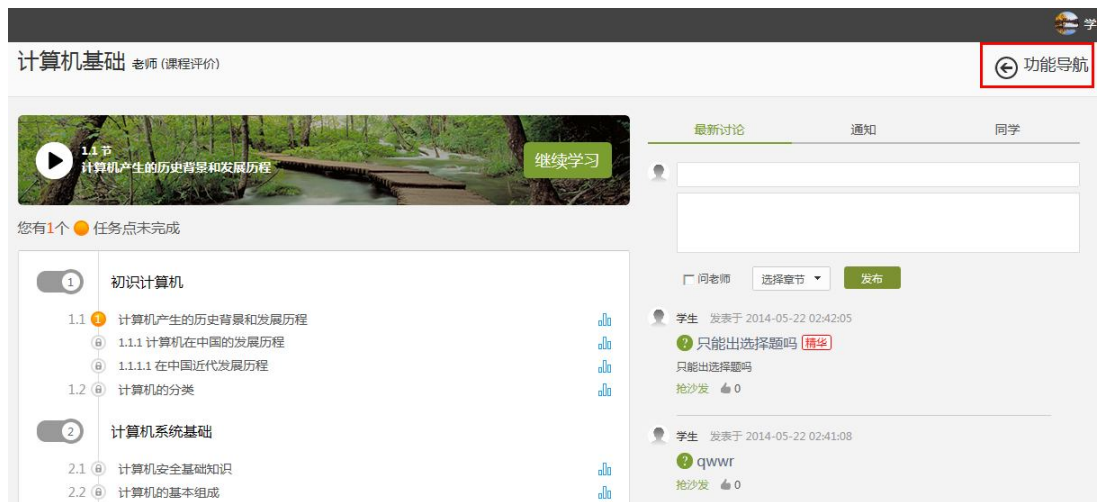 学
计算机基础 老师 (课程评价)
功能导航
1.1 节
计算机产生的历史背景和发展历程
继续学习
您有1个 任务点未完成
1 初识计算机
1.1 1 计算机产生的历史背景和发展历程
1.1.1 计算机在中国的发展历程
1.1.1.1 在中国近代发展历程
1.2 计算机的分类
2 计算机系统基础
2.1 计算机安全基础知识
2.2 计算机的基本组成
最新讨论 通知 同学
问老师 选择章节 发布
学生 发表于 2014-05-22 02:42:05
? 只能出选择题吗 精华
只能出选择题吗
抢沙发 0
学生 发表于 2014-05-22 02:41:08
? qwwr
抢沙发 0